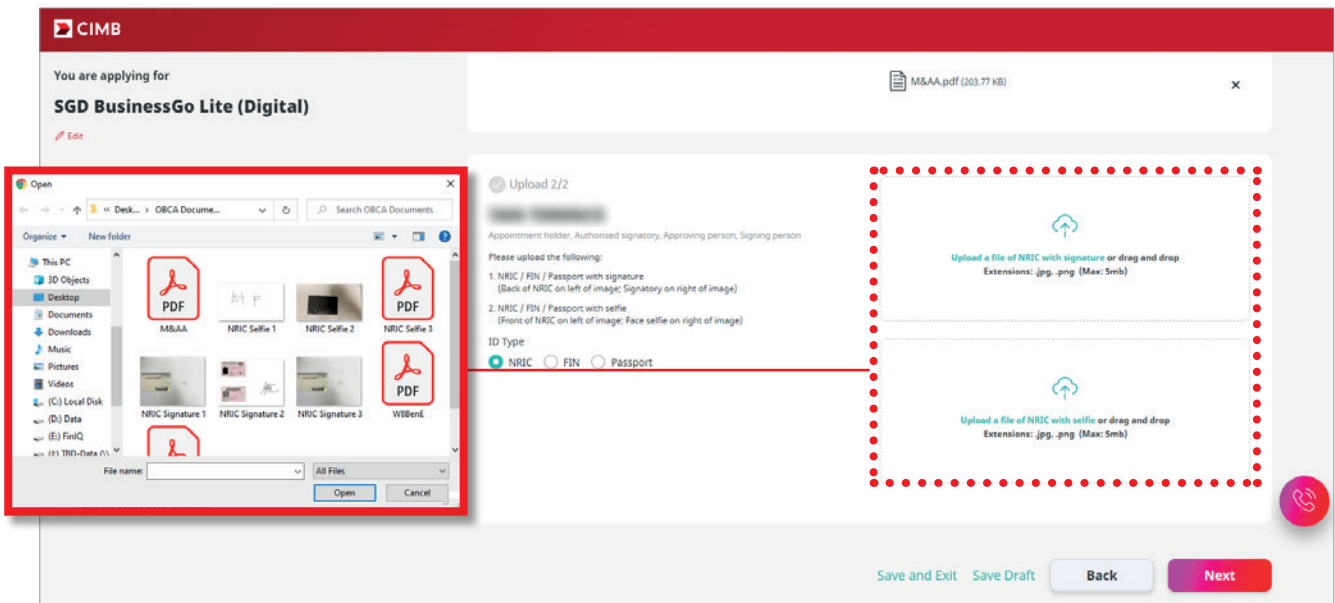 CIMB
You are applying for
SGD BusinessGo Lite (Digital)
Edit
M&AA.pdf (203.77 KB)
Open
« Desk... › OBCA Docume...
Search OBCA Documents
Organize
New folder
This PC
3D Objects
Desktop
Documents
Downloads
Music
Pictures
Videos
(C:) Local Disk
(D:) Data
(E:) FinIQ
PDF
M&AA
NRIC Selfie 1
NRIC Selfie 2
PDF
NRIC Selfie 3
NRIC Signature 1
NRIC Signature 2
NRIC Signature 3
PDF
WBBenE
File name:
All Files
Open
Cancel
Upload 2/2
Appointment holder, Authorised signatory, Approving person, Signing person
Please upload the following:
1. NRIC / FIN / Passport with signature
(Back of NRIC on left of image; Signatory on right of image)
2. NRIC / FIN / Passport with selfie
(Front of NRIC on left of image; Face selfie on right of image)
ID Type
NRIC
FIN
Passport
Upload a file of NRIC with signature or drag and drop
Extensions: .jpg, .png (Max: 5mb)
Upload a file of NRIC with selfie or drag and drop
Extensions: .jpg, .png (Max: 5mb)
Save and Exit
Save Draft
Back
Next